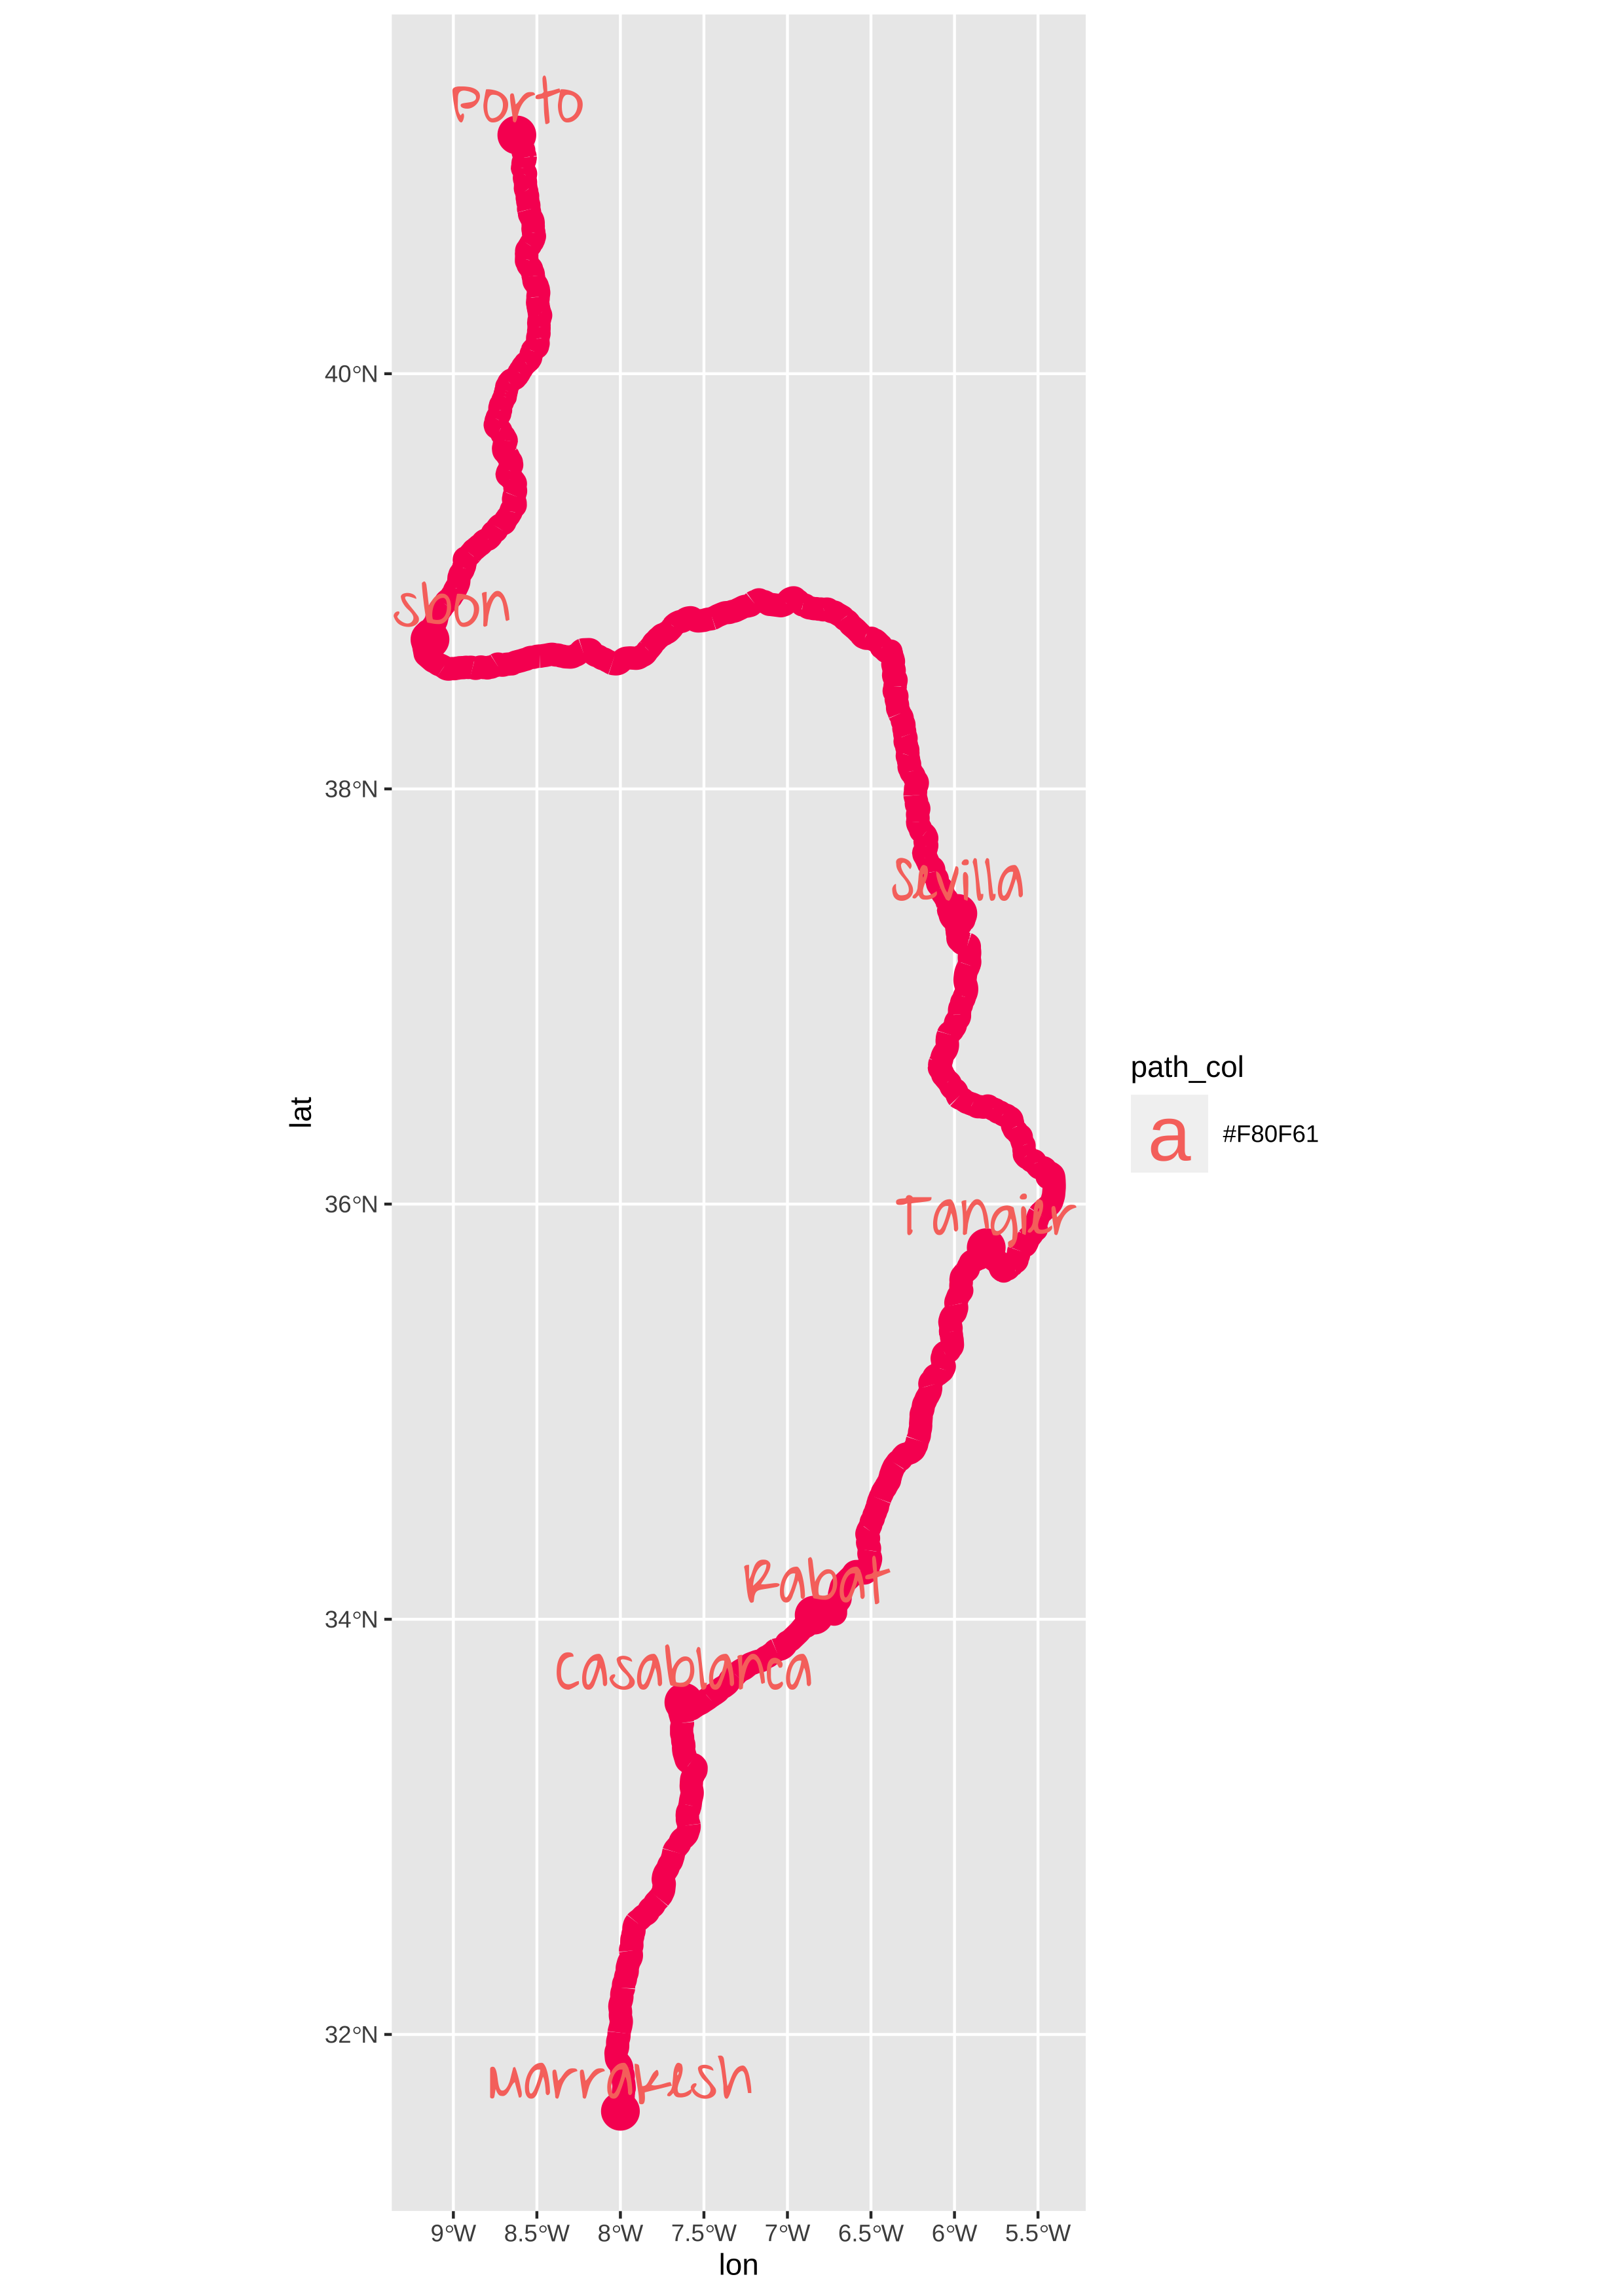 Porto
40°N
sbon
38°N
Sevilla
path_col
a #F80F61
lat
36°N
Tangier
Rabat
34°N
Casablanca
32°N
Marrakesh
9°W 8.5°W 8°W 7.5°W 7°W 6.5°W 6°W 5.5°W
lon